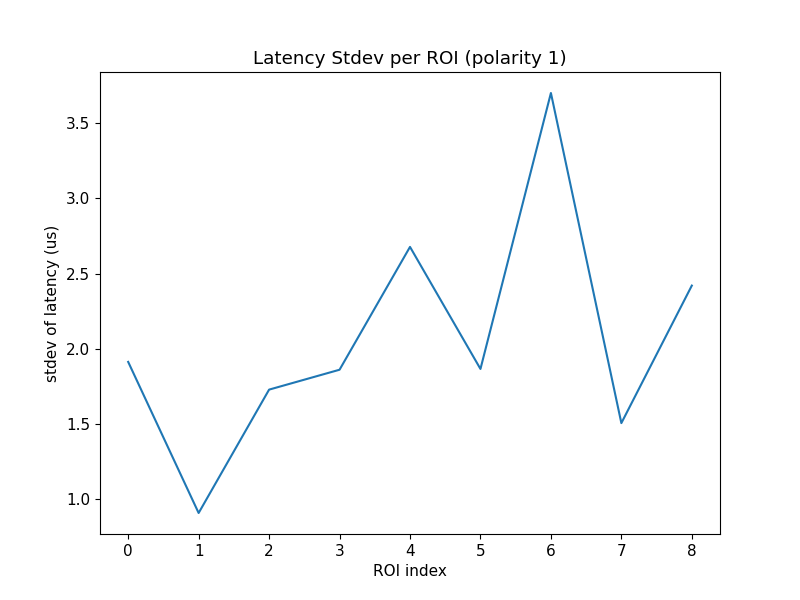 Latency Stdev per ROI (polarity 1)
stdev of latency (us)
3.5
3.0
2.5
2.0
1.5
1.0
0 1 2 3 4 5 6 7 8
ROI index